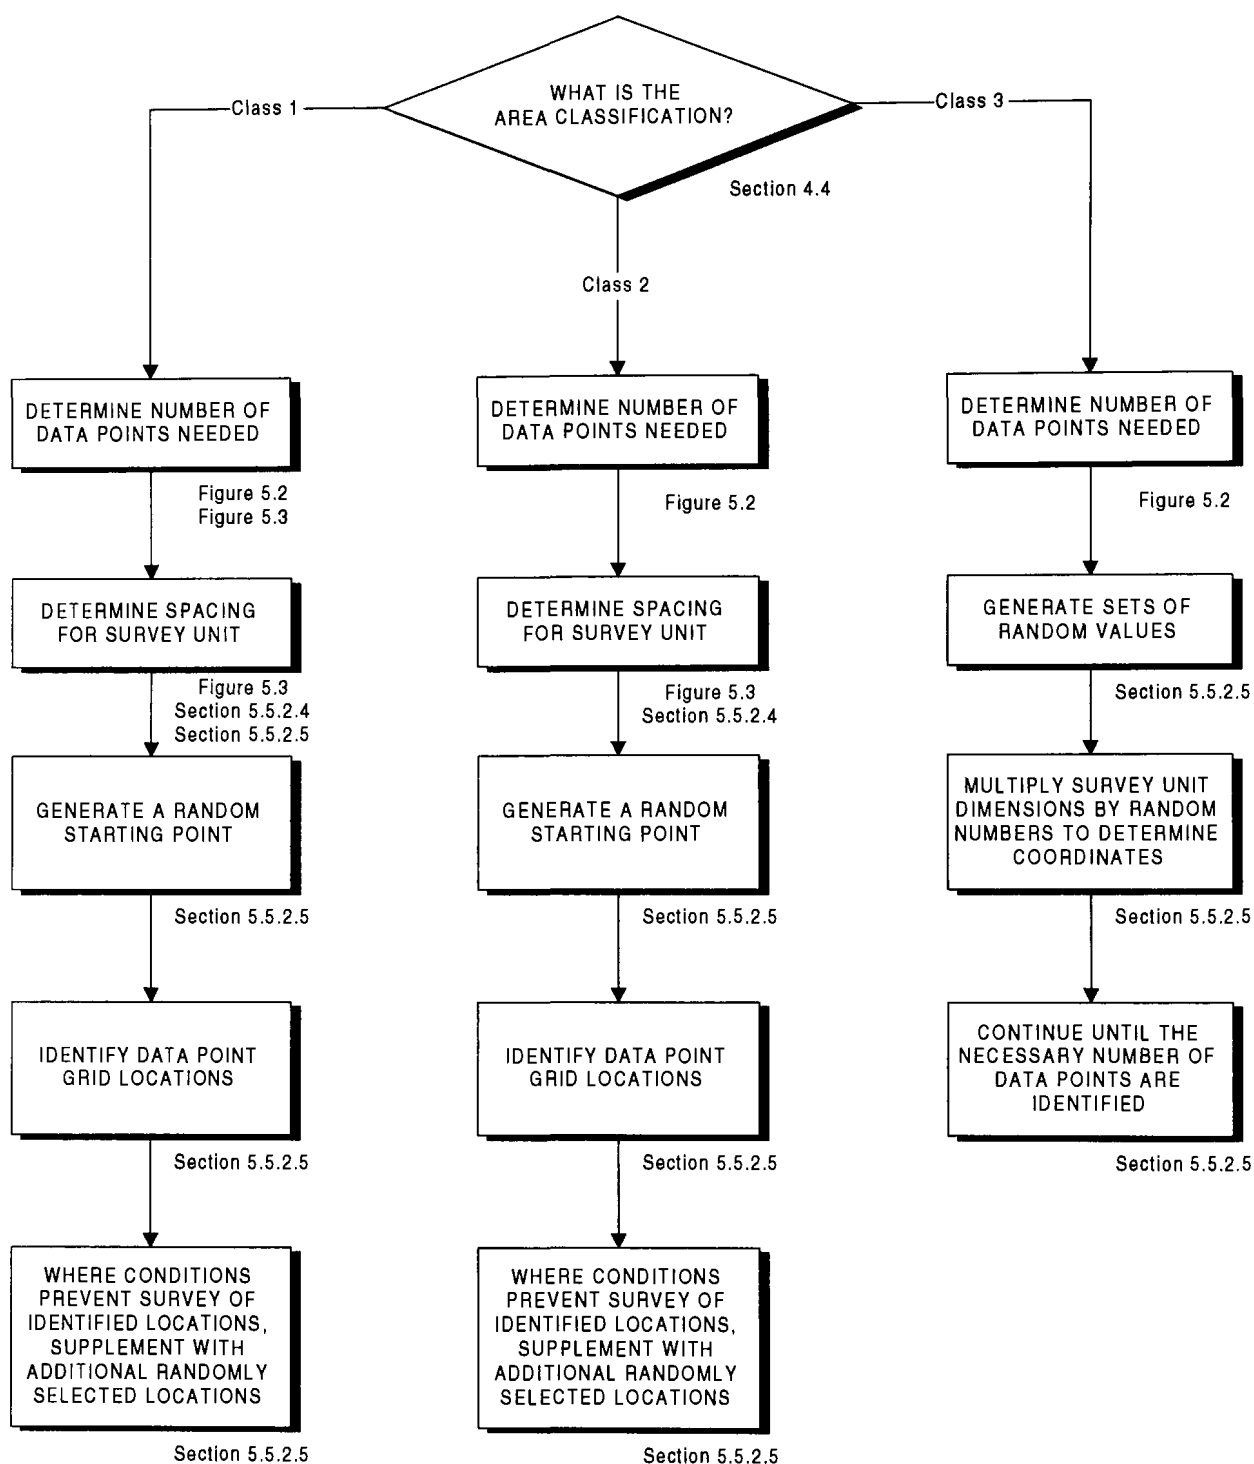 WHAT IS THE
AREA CLASSIFICATION?
Class 1
Class 3
Section 4.4
Class 2
DETERMINE NUMBER OF
DATA POINTS NEEDED
Figure 5.2
Figure 5.3
DETERMINE SPACING
FOR SURVEY UNIT
Figure 5.3
Section 5.5.2.4
Section 5.5.2.5
GENERATE A RANDOM
STARTING POINT
Section 5.5.2.5
IDENTIFY DATA POINT
GRID LOCATIONS
Section 5.5.2.5
WHERE CONDITIONS
PREVENT SURVEY OF
IDENTIFIED LOCATIONS,
SUPPLEMENT WITH
ADDITIONAL RANDOMLY
SELECTED LOCATIONS
Section 5.5.2.5
DETERMINE NUMBER OF
DATA POINTS NEEDED
Figure 5.2
DETERMINE SPACING
FOR SURVEY UNIT
Figure 5.3
Section 5.5.2.4
GENERATE A RANDOM
STARTING POINT
Section 5.5.2.5
IDENTIFY DATA POINT
GRID LOCATIONS
Section 5.5.2.5
WHERE CONDITIONS
PREVENT SURVEY OF
IDENTIFIED LOCATIONS,
SUPPLEMENT WITH
ADDITIONAL RANDOMLY
SELECTED LOCATIONS
Section 5.5.2.5
DETERMINE NUMBER OF
DATA POINTS NEEDED
Figure 5.2
GENERATE SETS OF
RANDOM VALUES
Section 5.5.2.5
MULTIPLY SURVEY UNIT
DIMENSIONS BY RANDOM
NUMBERS TO DETERMINE
COORDINATES
Section 5.5.2.5
CONTINUE UNTIL THE
NECESSARY NUMBER OF
DATA POINTS ARE
IDENTIFIED
Section 5.5.2.5